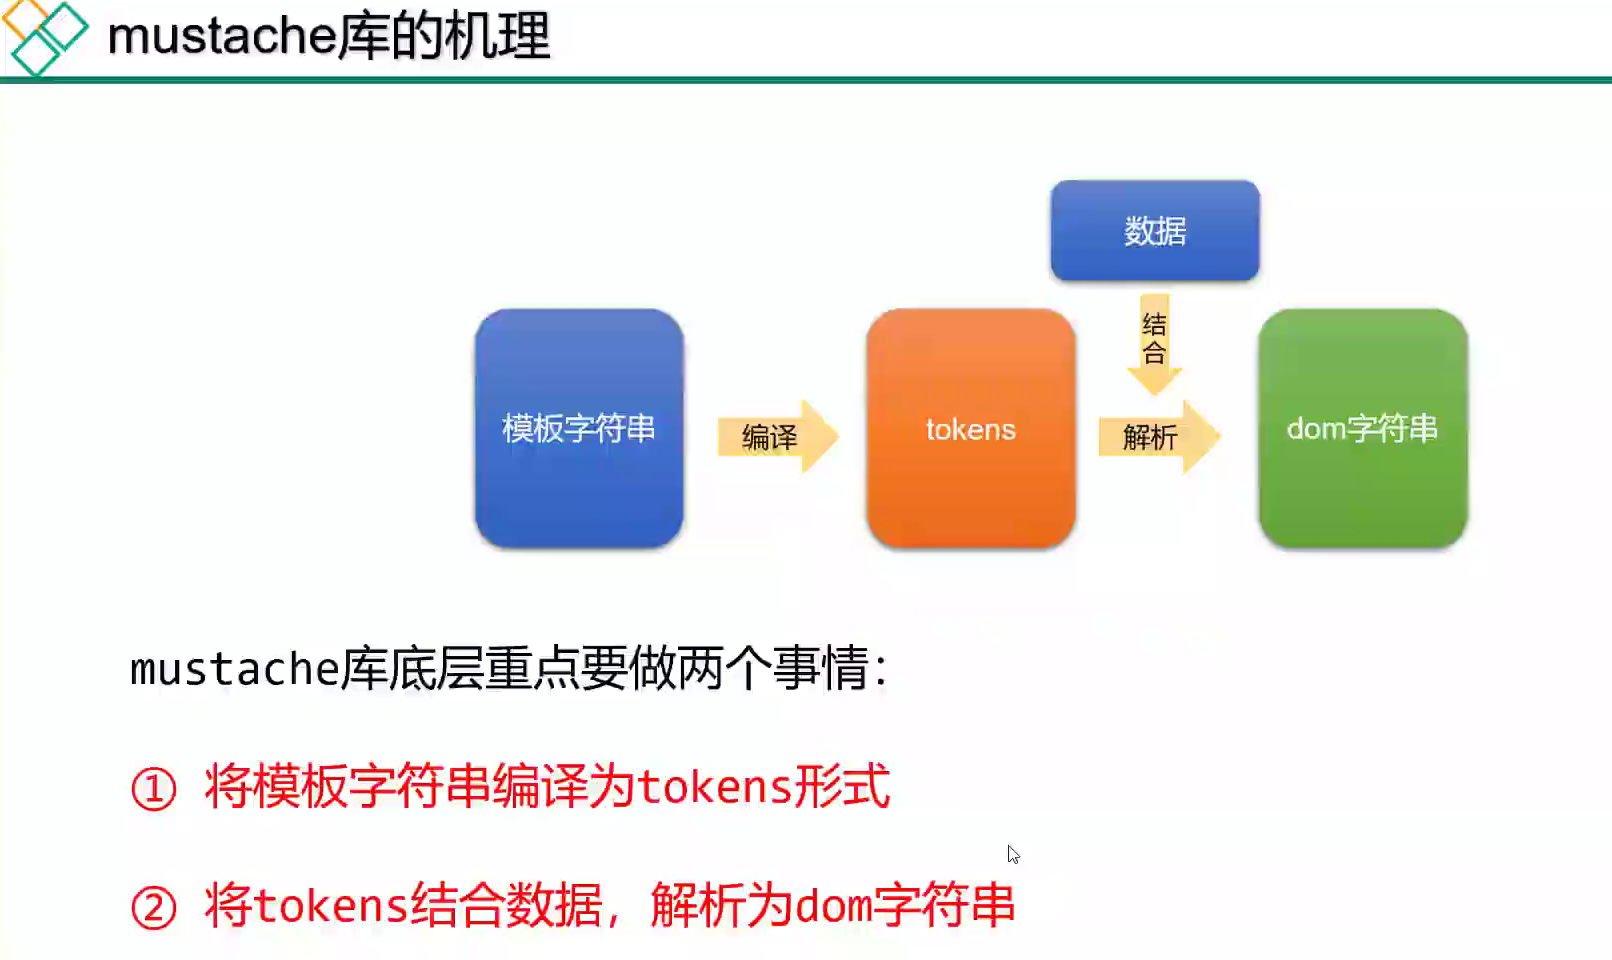 mustache库的机理
数据
结
合
模板字符串
编译
tokens
解析
dom字符串
mustache库底层重点要做两个事情：
① 将模板字符串编译为tokens形式
② 将tokens结合数据，解析为dom字符串